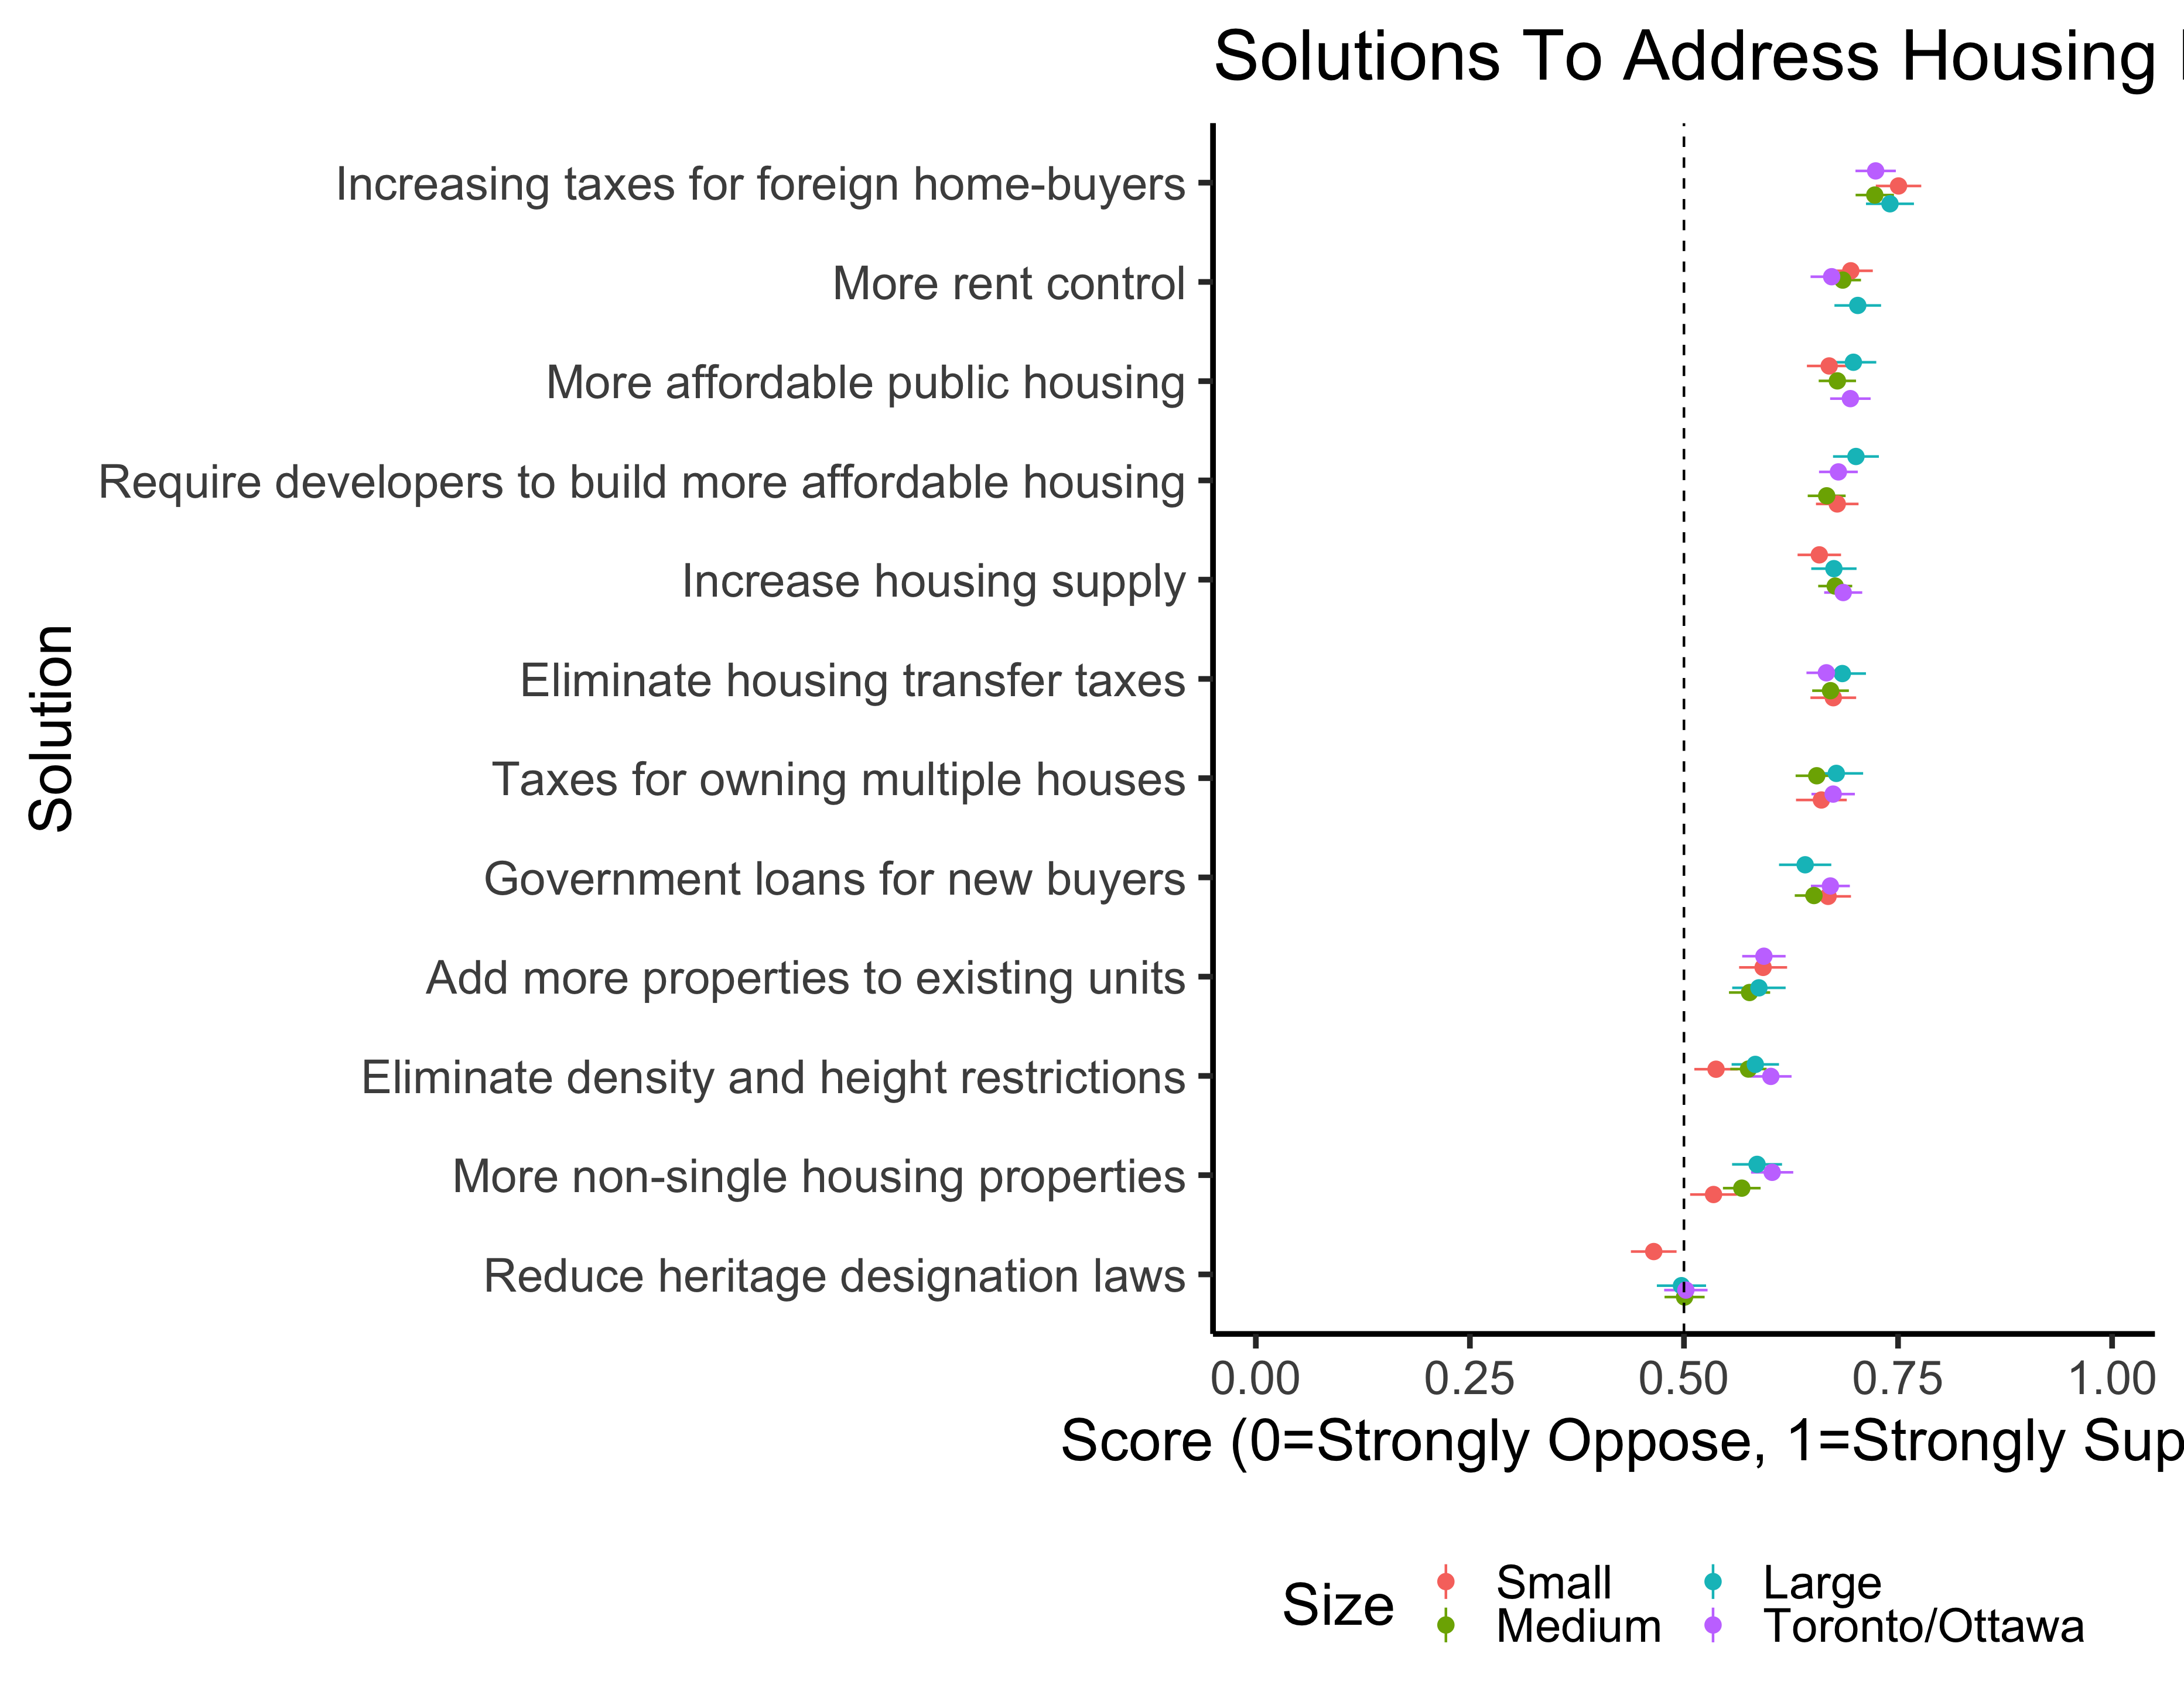 Solutions To Address Housing
Increasing taxes for foreign home-buyers
More rent control
More affordable public housing
Require developers to build more affordable housing
Increase housing supply
Eliminate housing transfer taxes
Taxes for owning multiple houses
Government loans for new buyers
Add more properties to existing units
Eliminate density and height restrictions
More non-single housing properties
Reduce heritage designation laws
Solution
0.00 0.25 0.50 0.75 1.00
Score (0=Strongly Oppose, 1=Strongly Sup
Size
Small
Large
Medium
Toronto/Ottawa